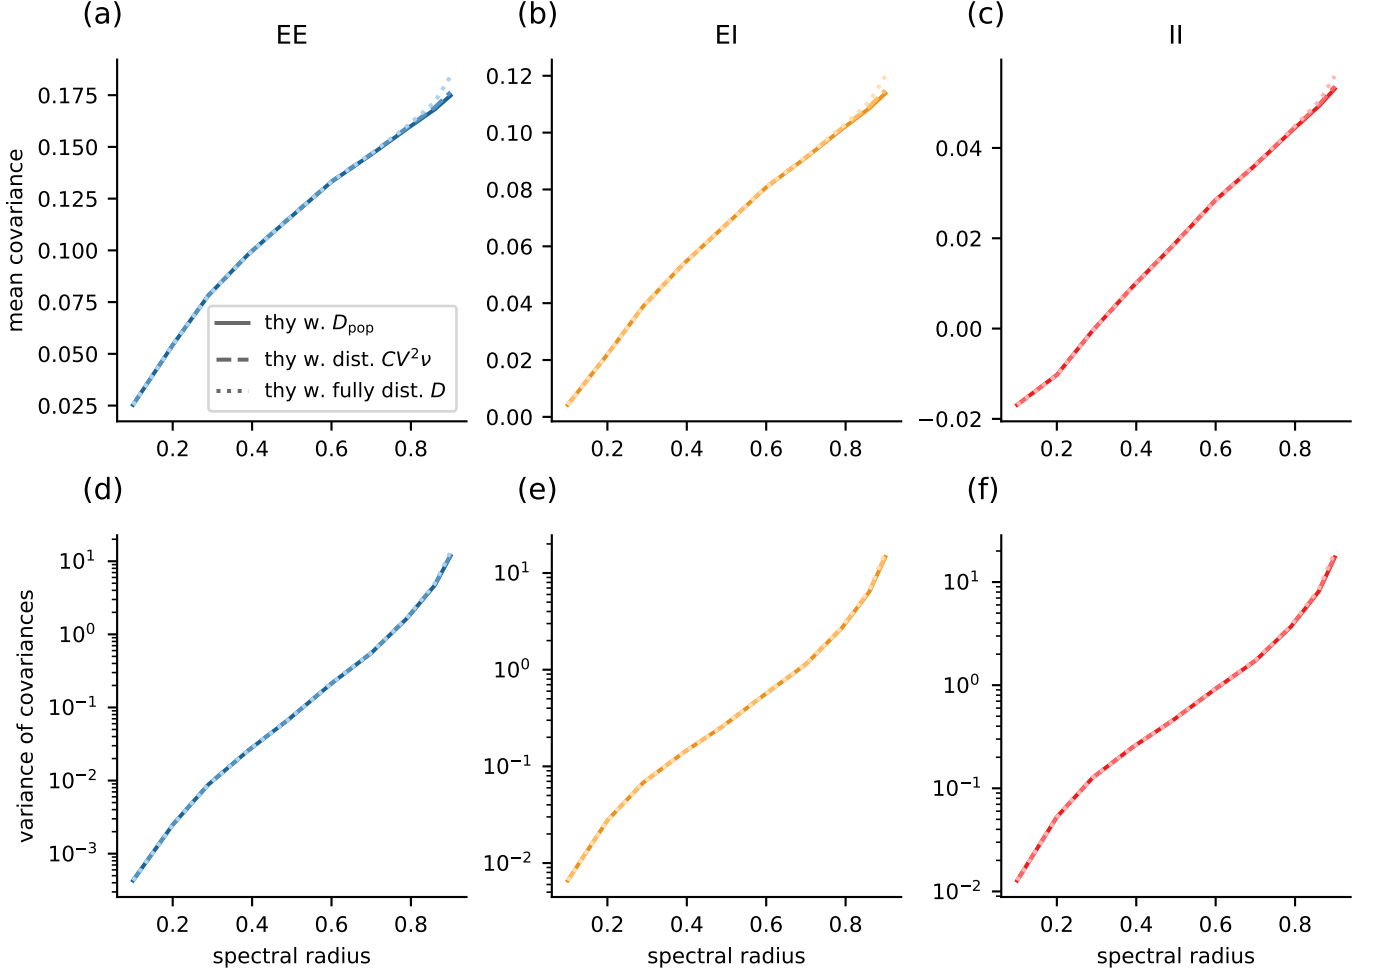 (a)
EE
(b)
EI
(c)
II
mean covariance
0.175
0.150
0.125
0.100
0.075
0.050
0.025
thy w. D_pop
thy w. dist. CV²ν
thy w. fully dist. D
0.2 0.4 0.6 0.8
0.12
0.10
0.08
0.06
0.04
0.02
0.00
0.2 0.4 0.6 0.8
0.04
0.02
0.00
−0.02
0.2 0.4 0.6 0.8
(d)
(e)
(f)
variance of covariances
10¹
10⁰
10⁻¹
10⁻²
10⁻³
0.2 0.4 0.6 0.8
spectral radius
10¹
10⁰
10⁻¹
10⁻²
0.2 0.4 0.6 0.8
spectral radius
10¹
10⁰
10⁻¹
10⁻²
0.2 0.4 0.6 0.8
spectral radius